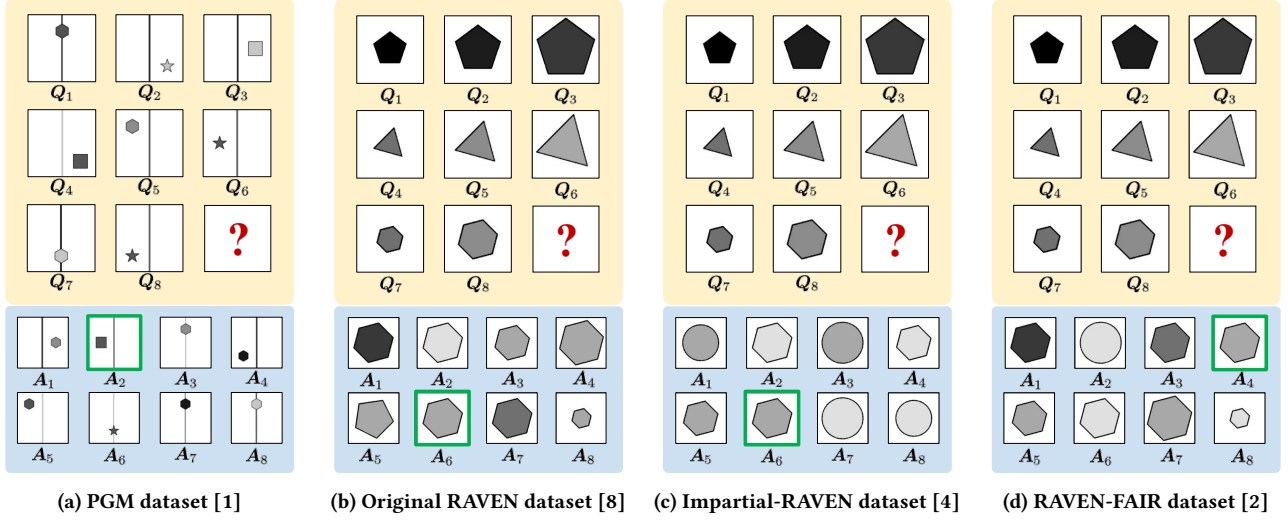 Q1 Q2 Q3
Q4 Q5 Q6
?
Q7 Q8
A1 A2 A3 A4
A5 A6 A7 A8
(a) PGM dataset [1]
Q1 Q2 Q3
Q4 Q5 Q6
?
Q7 Q8
A1 A2 A3 A4
A5 A6 A7 A8
(b) Original RAVEN dataset [8]
Q1 Q2 Q3
Q4 Q5 Q6
?
Q7 Q8
A1 A2 A3 A4
A5 A6 A7 A8
(c) Impartial-RAVEN dataset [4]
Q1 Q2 Q3
Q4 Q5 Q6
?
Q7 Q8
A1 A2 A3 A4
A5 A6 A7 A8
(d) RAVEN-FAIR dataset [2]